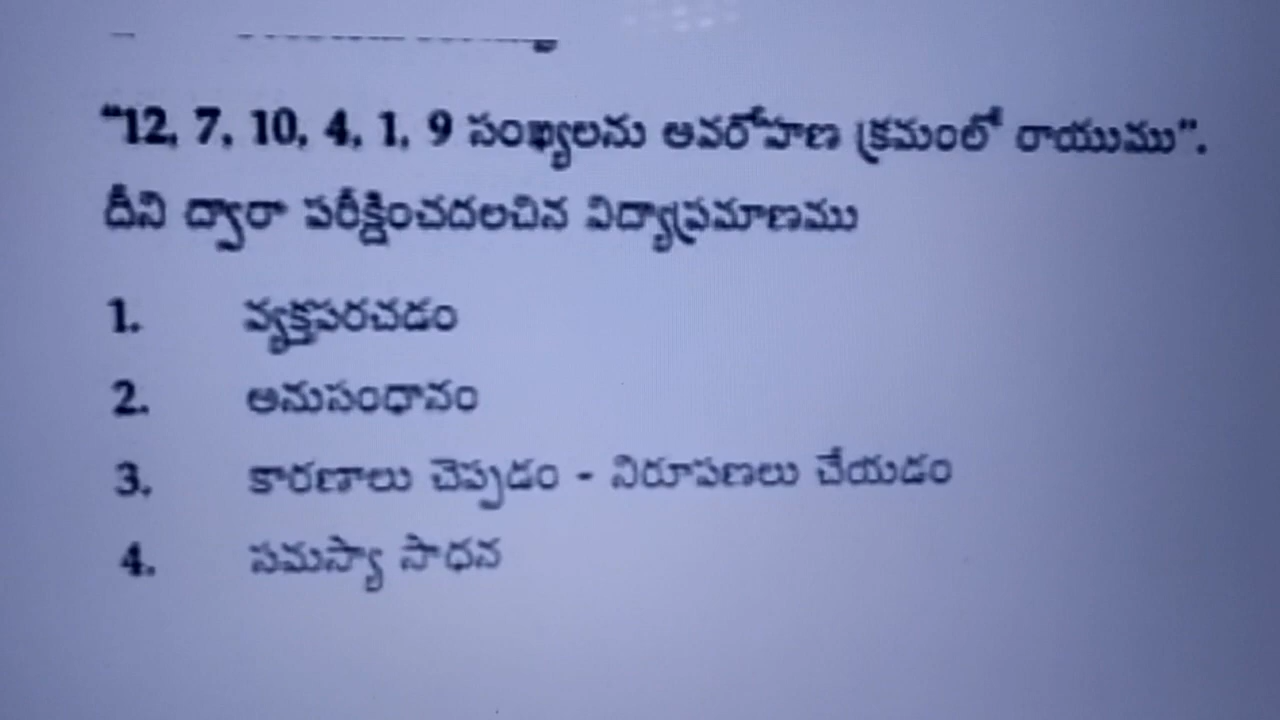 “12, 7, 10, 4, 1, 9 సంఖ్యలను అవరోహణ క్రమంలో రాయుము”.
దీని ద్వారా పరీక్షించదలచిన విద్యాప్రమాణము
1. వ్యక్తపరచడం
2. అనుసంధానం
3. కారణాలు చెప్పడం - నిరూపణలు చేయడం
4. సమస్యా సాధన